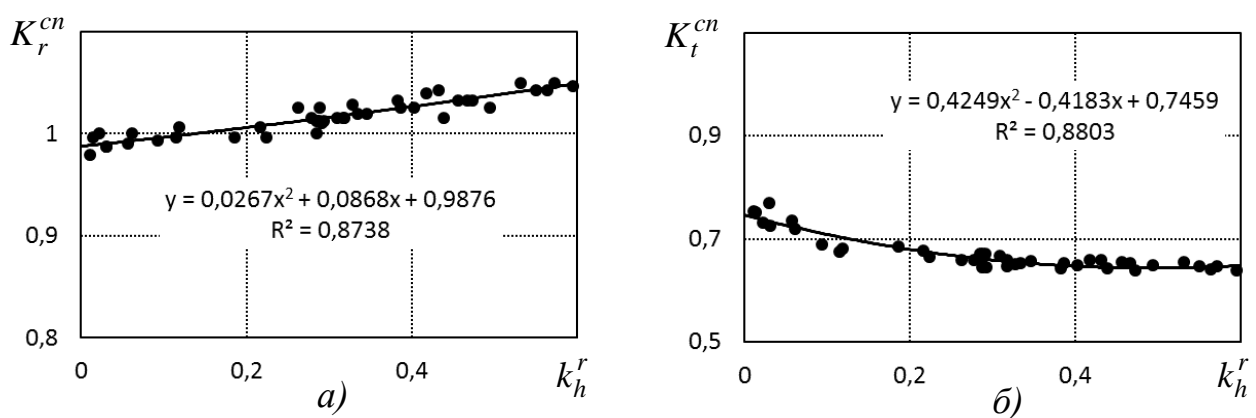 K_r^{cn}
1
0,9
0,8
0
0,2
0,4
k_h^r
y = 0,0267x² + 0,0868x + 0,9876
R² = 0,8738
а)
K_t^{cn}
0,9
0,7
0,5
0
0,2
0,4
k_h^r
y = 0,4249x² - 0,4183x + 0,7459
R² = 0,8803
б)